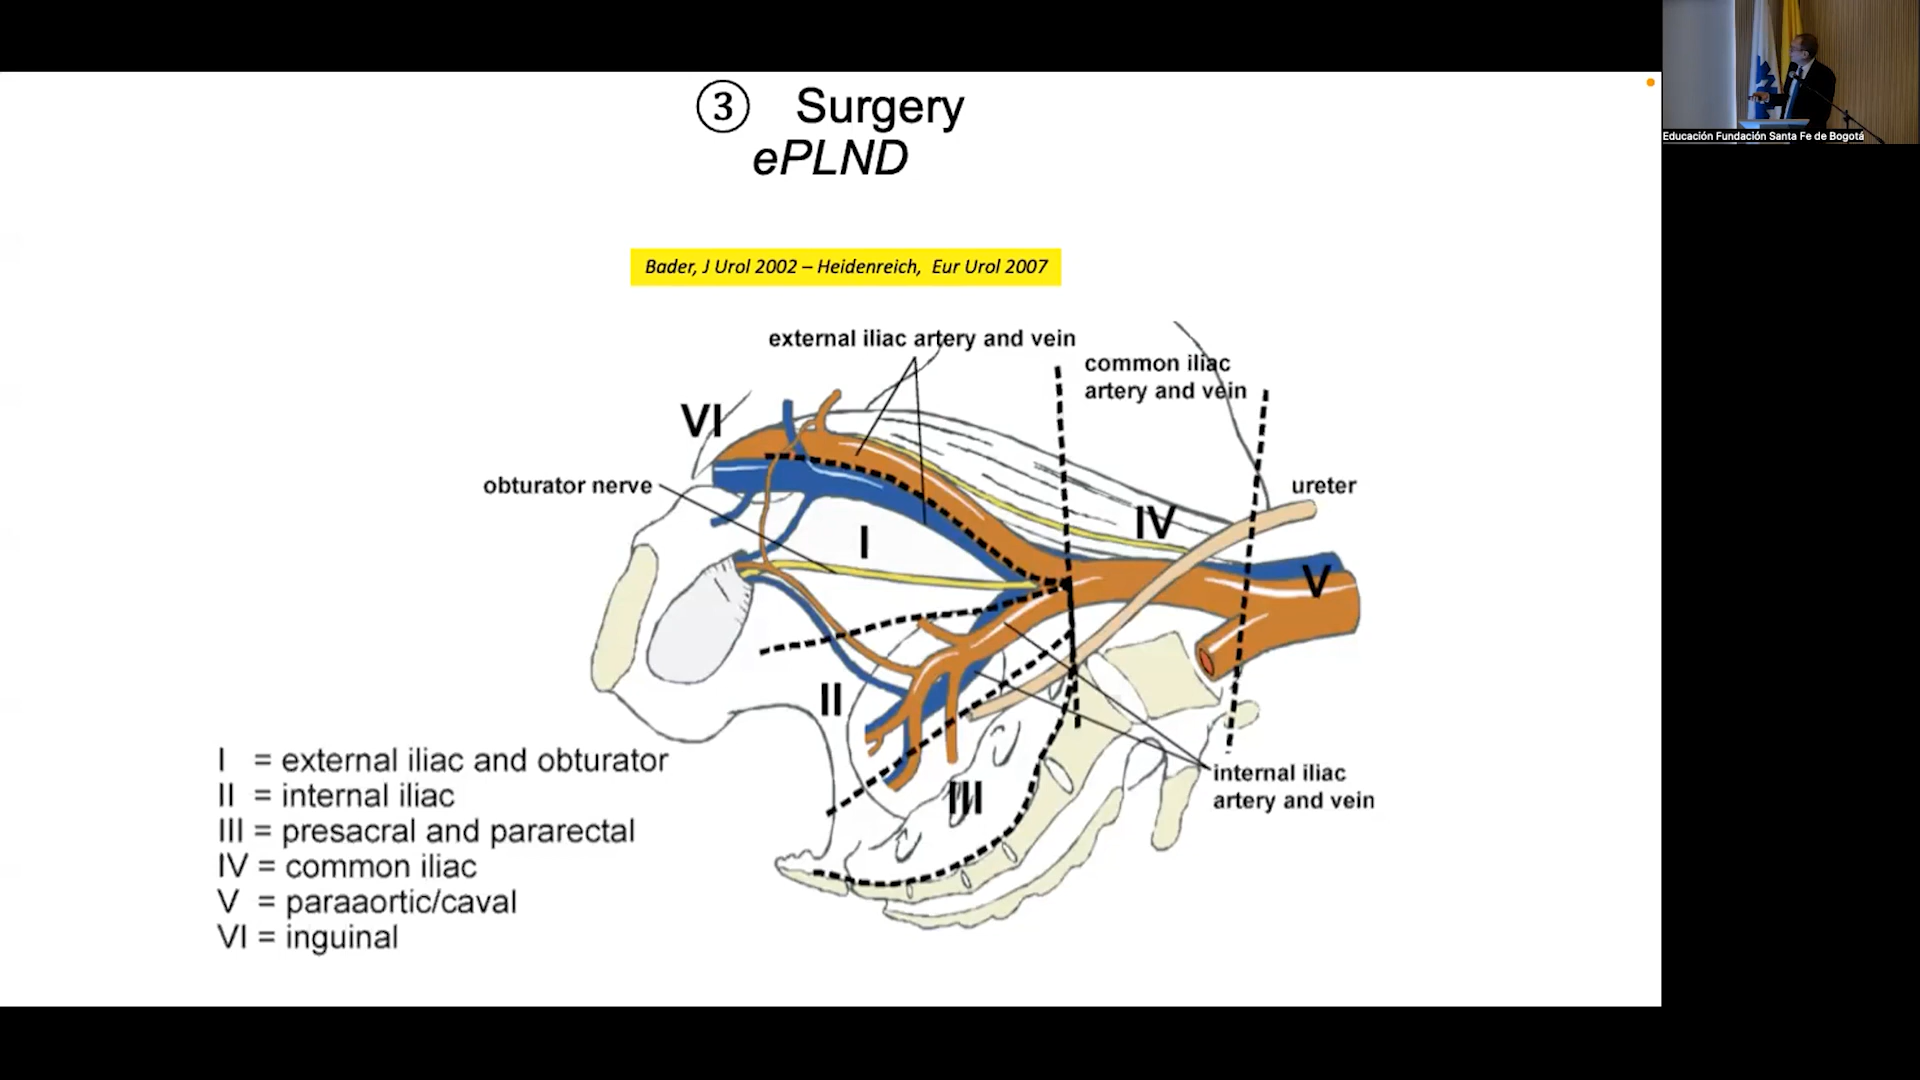 ③ Surgery
ePLND
Bader, J Urol 2002 – Heidenreich, Eur Urol 2007
external iliac artery and vein
common iliac
artery and vein
VI
obturator nerve
ureter
I
IV
V
II
III
internal iliac
artery and vein
I = external iliac and obturator
II = internal iliac
III = presacral and pararectal
IV = common iliac
V = paraaortic/caval
VI = inguinal
Educación Fundación Santa Fe de Bogotá